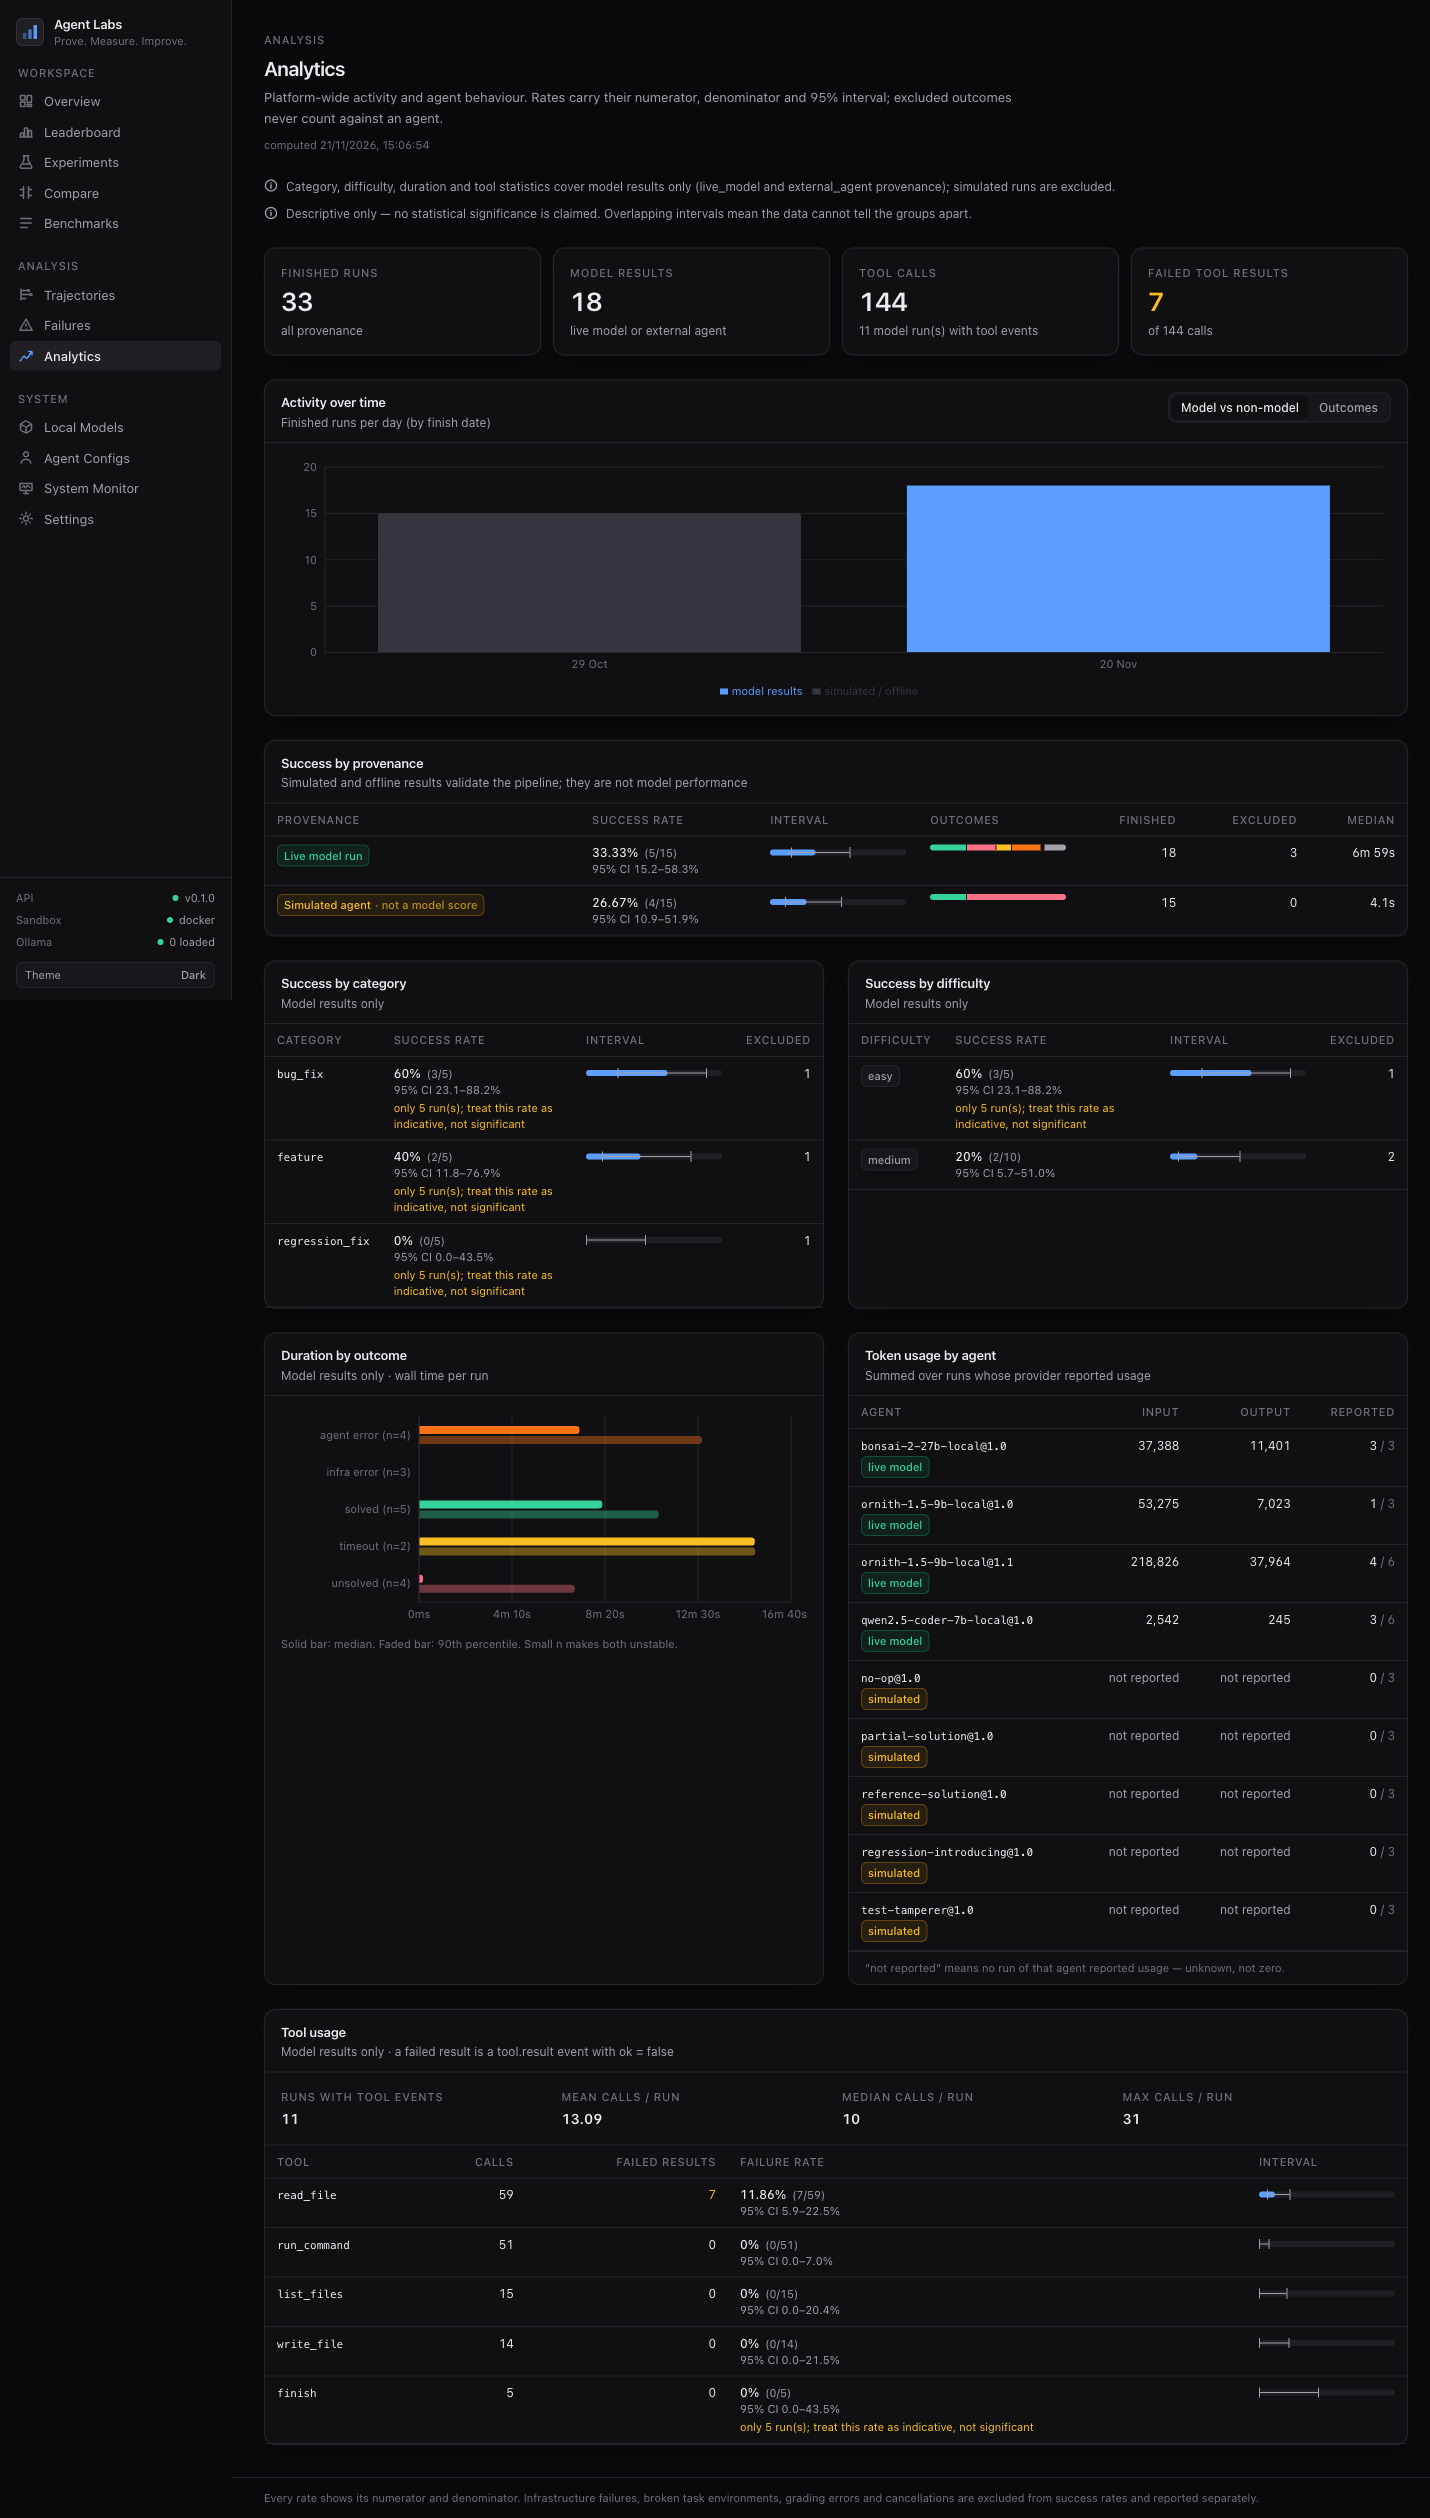 Agent Labs
Prove. Measure. Improve.
WORKSPACE
Overview
Leaderboard
Experiments
Compare
Benchmarks
ANALYSIS
Trajectories
Failures
Analytics
SYSTEM
Local Models
Agent Configs
System Monitor
Settings
API v0.1.0
Sandbox docker
Ollama 0 loaded
Theme Dark
ANALYSIS
Analytics
Platform-wide activity and agent behaviour. Rates carry their numerator, denominator and 95% interval; excluded outcomes
never count against an agent.
computed 21/11/2026, 15:06:54
Category, difficulty, duration and tool statistics cover model results only (live_model and external_agent provenance); simulated runs are excluded.
Descriptive only — no statistical significance is claimed. Overlapping intervals mean the data cannot tell the groups apart.
FINISHED RUNS
33
all provenance
MODEL RESULTS
18
live model or external agent
TOOL CALLS
144
11 model run(s) with tool events
FAILED TOOL RESULTS
7
of 144 calls
Activity over time
Finished runs per day (by finish date)
Model vs non-model Outcomes
20
15
10
5
0
29 Oct 20 Nov
model results simulated / offline
Success by provenance
Simulated and offline results validate the pipeline; they are not model performance
PROVENANCE SUCCESS RATE INTERVAL OUTCOMES FINISHED EXCLUDED MEDIAN
Live model run 33.33% (5/15) 18 3 6m 59s
95% CI 15.2–58.3%
Simulated agent · not a model score 26.67% (4/15) 15 0 4.1s
95% CI 10.9–51.9%
Success by category
Model results only
CATEGORY SUCCESS RATE INTERVAL EXCLUDED
bug_fix 60% (3/5) 1
95% CI 23.1–88.2%
only 5 run(s); treat this rate as
indicative, not significant
feature 40% (2/5) 1
95% CI 11.8–76.9%
only 5 run(s); treat this rate as
indicative, not significant
regression_fix 0% (0/5) 1
95% CI 0.0–43.5%
only 5 run(s); treat this rate as
indicative, not significant
Success by difficulty
Model results only
DIFFICULTY SUCCESS RATE INTERVAL EXCLUDED
easy 60% (3/5) 1
95% CI 23.1–88.2%
only 5 run(s); treat this rate as
indicative, not significant
medium 20% (2/10) 2
95% CI 5.7–51.0%
Duration by outcome
Model results only · wall time per run
agent error (n=4)
infra error (n=3)
solved (n=5)
timeout (n=2)
unsolved (n=4)
0ms 4m 10s 8m 20s 12m 30s 16m 40s
Solid bar: median. Faded bar: 90th percentile. Small n makes both unstable.
Token usage by agent
Summed over runs whose provider reported usage
AGENT INPUT OUTPUT REPORTED
bonsai-2-27b-local@1.0 37,388 11,401 3 / 3
live model
ornith-1.5-9b-local@1.0 53,275 7,023 1 / 3
live model
ornith-1.5-9b-local@1.1 218,826 37,964 4 / 6
live model
qwen2.5-coder-7b-local@1.0 2,542 245 3 / 6
live model
no-op@1.0 not reported not reported 0 / 3
simulated
partial-solution@1.0 not reported not reported 0 / 3
simulated
reference-solution@1.0 not reported not reported 0 / 3
simulated
regression-introducing@1.0 not reported not reported 0 / 3
simulated
test-tamperer@1.0 not reported not reported 0 / 3
simulated
"not reported" means no run of that agent reported usage — unknown, not zero.
Tool usage
Model results only · a failed result is a tool.result event with ok = false
RUNS WITH TOOL EVENTS MEAN CALLS / RUN MEDIAN CALLS / RUN MAX CALLS / RUN
11 13.09 10 31
TOOL CALLS FAILED RESULTS FAILURE RATE INTERVAL
read_file 59 7 11.86% (7/59)
95% CI 5.9–22.5%
run_command 51 0 0% (0/51)
95% CI 0.0–7.0%
list_files 15 0 0% (0/15)
95% CI 0.0–20.4%
write_file 14 0 0% (0/14)
95% CI 0.0–21.5%
finish 5 0 0% (0/5)
95% CI 0.0–43.5%
only 5 run(s); treat this rate as indicative, not significant
Every rate shows its numerator and denominator. Infrastructure failures, broken task environments, grading errors and cancellations are excluded from success rates and reported separately.